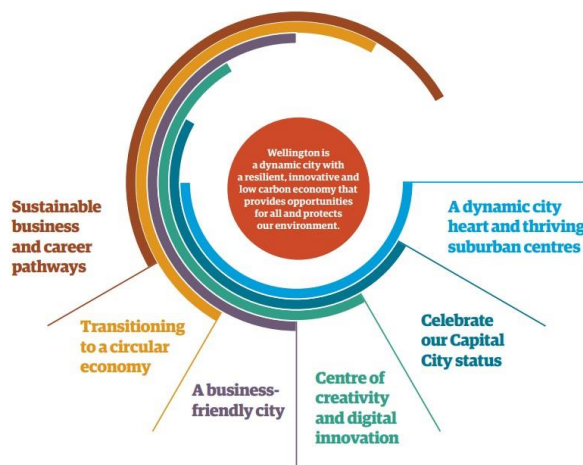 Wellington is
a dynamic city with
a resilient, innovative and
low carbon economy that
provides opportunities
for all and protects
our environment.
Sustainable
business
and career
pathways
Transitioning
to a circular
economy
A business-
friendly city
Centre of
creativity
and digital
innovation
Celebrate
our Capital
City status
A dynamic city
heart and thriving
suburban centres